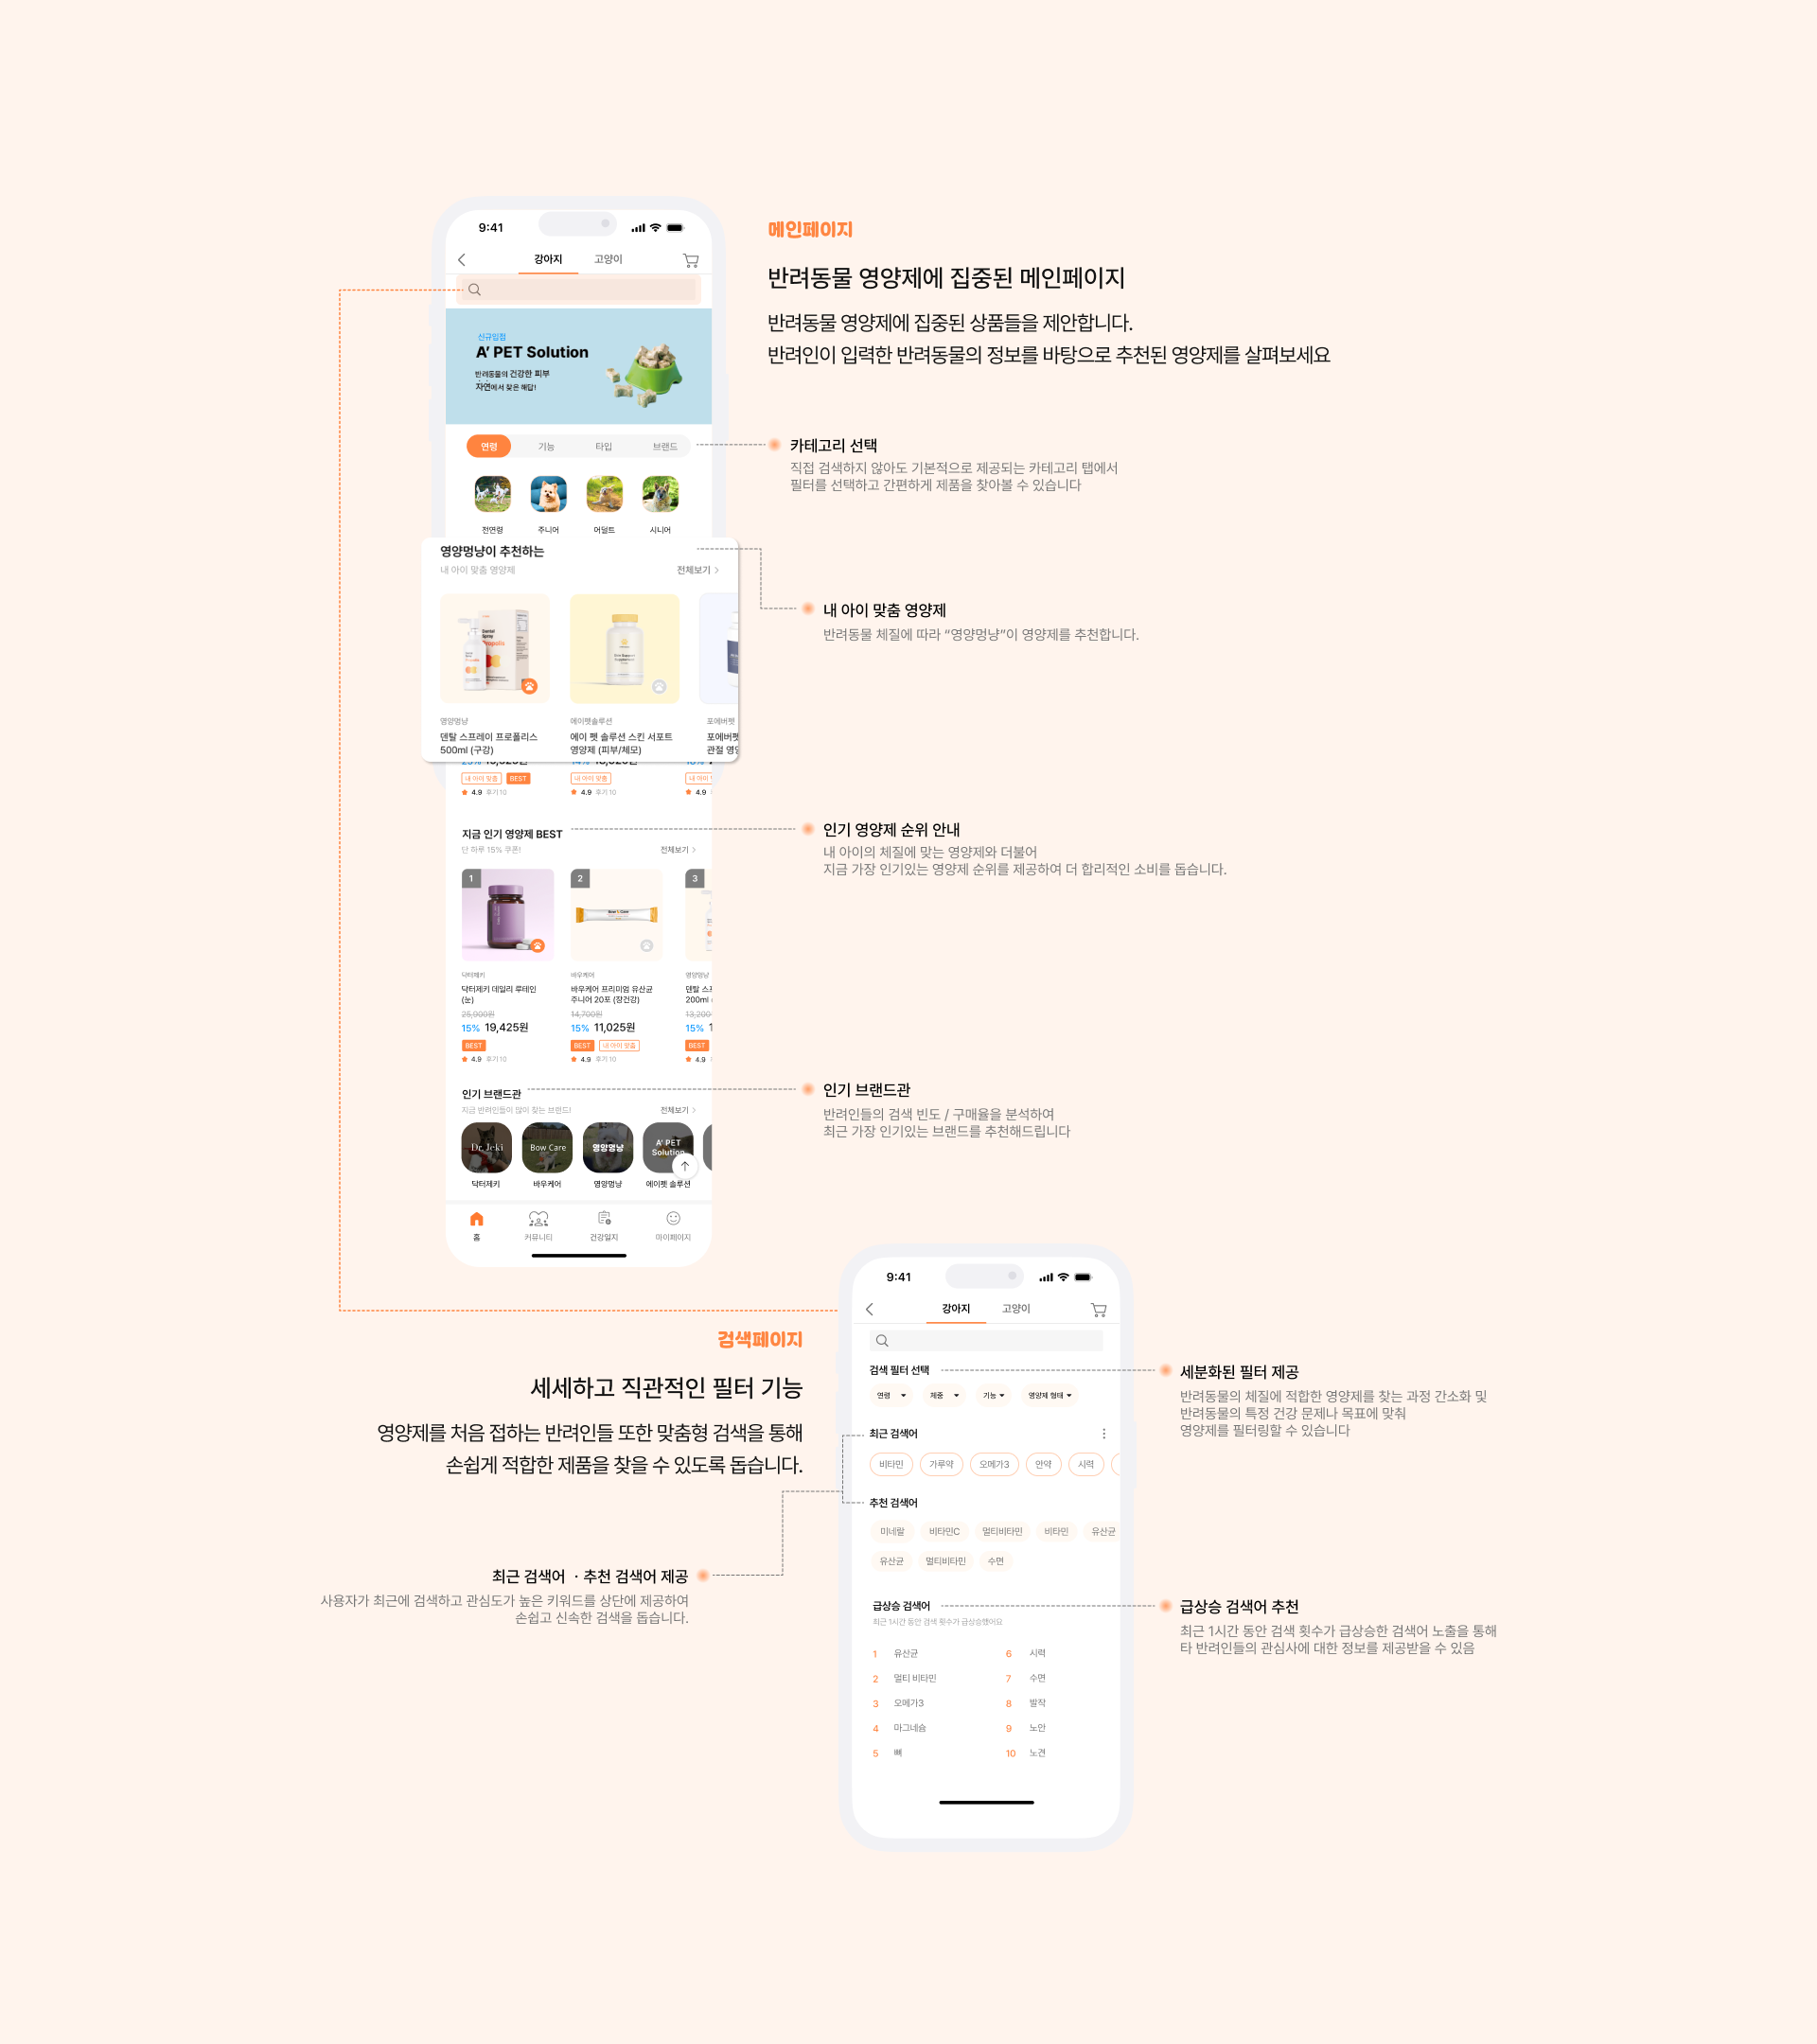 9:41
강아지
고양이
신규입점
A' PET Solution
반려동물의 건강한 피부
자연에서 찾은 해답!
연령
기능
타입
브랜드
전연령
주니어
어덜트
시니어
영양멍냥이 추천하는
내 아이 맞춤 영양제
전체보기
Dental
Spray
Propolis
영양멍냥
덴탈 스프레이 프로폴리스
500ml (구강)
에이펫솔루션
에이 펫 솔루션 스킨 서포트
영양제 (피부/체모)
포에버펫
포에버펫
관절 영양
내 아이 맞춤
BEST
4.9 후기 10
내 아이 맞춤
4.9 후기 10
내 아이
4.9
지금 인기 영양제 BEST
단 하루 15% 쿠폰!
전체보기
1
2
3
Bow Care
닥터제키
닥터제키 데일리 루테인
(눈)
25,900원
15% 19,425원
BEST
4.9 후기 10
바우케어
바우케어 프리미엄 유산균
주니어 20포 (장건강)
14,700원
15% 11,025원
BEST
내 아이 맞춤
4.9 후기 10
영양멍냥
덴탈 스프
200ml
13,200
15% 1
BEST
4.9
인기 브랜드관
지금 반려인들이 많이 찾는 브랜드!
전체보기
Dr. Jeki
Bow Care
영양멍냥
A' PET
Solution
닥터제키
바우케어
영양멍냥
에이펫 솔루션
홈
커뮤니티
건강일지
마이페이지
메인페이지
반려동물 영양제에 집중된 메인페이지
반려동물 영양제에 집중된 상품들을 제안합니다.
반려인이 입력한 반려동물의 정보를 바탕으로 추천된 영양제를 살펴보세요
카테고리 선택
직접 검색하지 않아도 기본적으로 제공되는 카테고리 탭에서
필터를 선택하고 간편하게 제품을 찾아볼 수 있습니다
내 아이 맞춤 영양제
반려동물 체질에 따라 “영양멍냥”이 영양제를 추천합니다.
인기 영양제 순위 안내
내 아이의 체질에 맞는 영양제와 더불어
지금 가장 인기있는 영양제 순위를 제공하여 더 합리적인 소비를 돕습니다.
인기 브랜드관
반려인들의 검색 빈도 / 구매율을 분석하여
최근 가장 인기있는 브랜드를 추천해드립니다
검색페이지
세세하고 직관적인 필터 기능
영양제를 처음 접하는 반려인들 또한 맞춤형 검색을 통해
손쉽게 적합한 제품을 찾을 수 있도록 돕습니다.
최근 검색어 · 추천 검색어 제공
사용자가 최근에 검색하고 관심도가 높은 키워드를 상단에 제공하여
손쉽고 신속한 검색을 돕습니다.
9:41
강아지
고양이
검색 필터 선택
연령
체중
기능
영양제 형태
최근 검색어
비타민
가루약
오메가3
안약
시력
추천 검색어
미네랄
비타민C
멀티비타민
비타민
유산균
유산균
멀티비타민
수면
급상승 검색어
최근 1시간 동안 검색 횟수가 급상승했어요
1 유산균
2 멀티 비타민
3 오메가3
4 마그네슘
5 뼈
6 시력
7 수면
8 발작
9 노안
10 노견
세분화된 필터 제공
반려동물의 체질에 적합한 영양제를 찾는 과정 간소화 및
반려동물의 특정 건강 문제나 목표에 맞춰
영양제를 필터링할 수 있습니다
급상승 검색어 추천
최근 1시간 동안 검색 횟수가 급상승한 검색어 노출을 통해
타 반려인들의 관심사에 대한 정보를 제공받을 수 있음